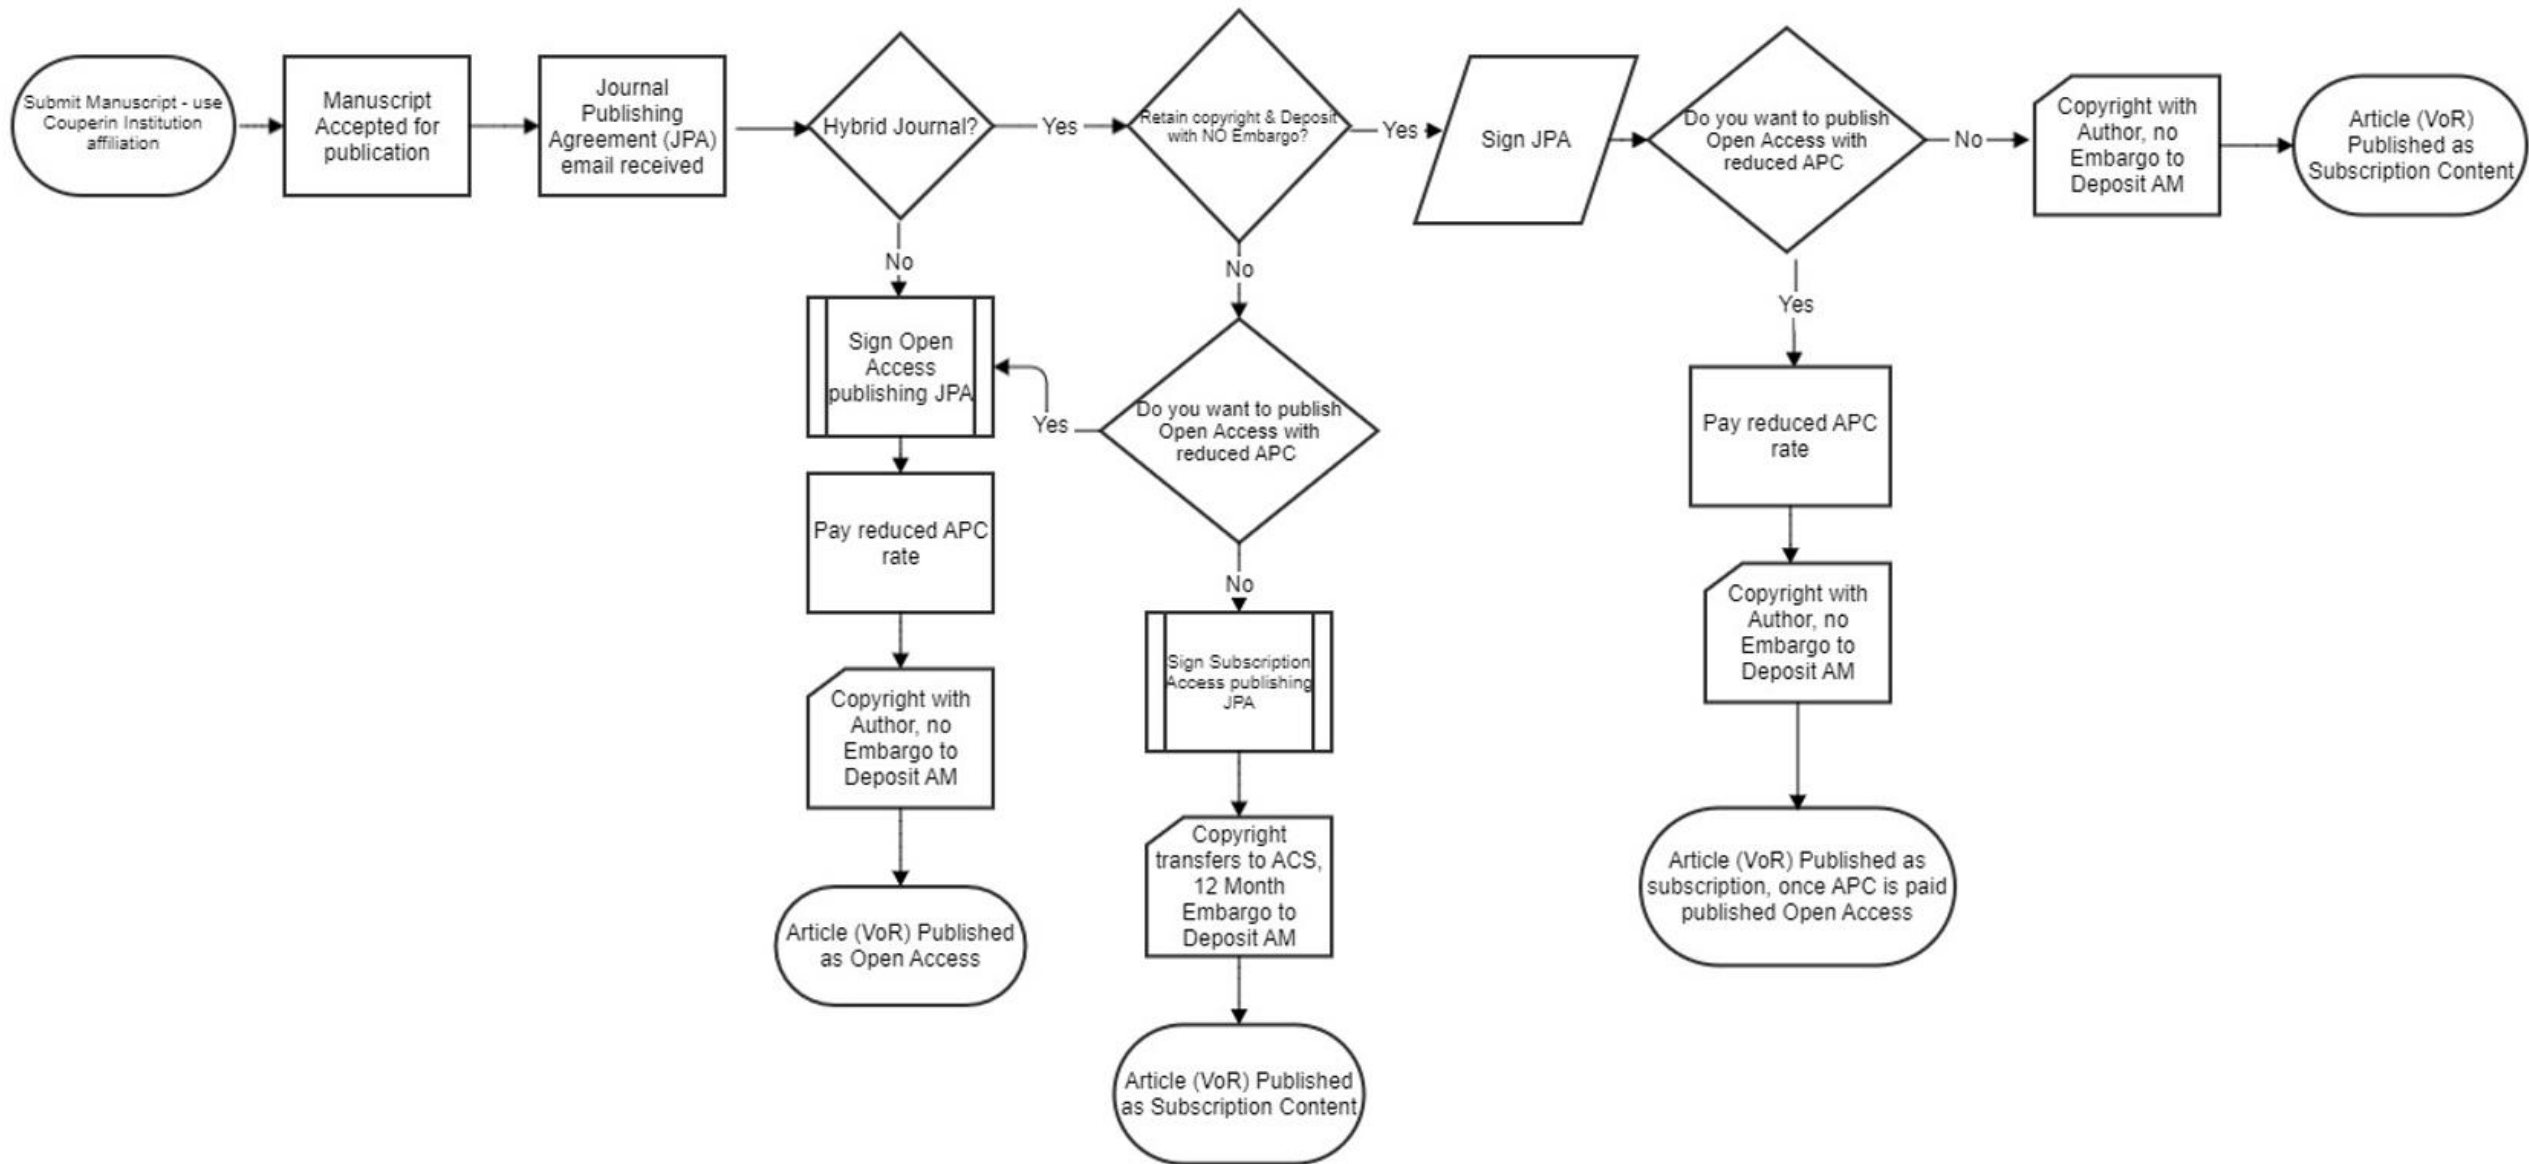 Submit Manuscript - use
Couperin Institution
affiliation
Manuscript
Accepted for
publication
Journal
Publishing
Agreement (JPA)
email received
Hybrid Journal?
Yes
Retain copyright & Deposit
with NO Embargo?
Yes
Sign JPA
Do you want to publish
Open Access with
reduced APC
No
Copyright with
Author, no
Embargo to
Deposit AM
Article (VoR)
Published as
Subscription Content
No
Sign Open
Access
publishing JPA
Pay reduced APC
rate
Copyright with
Author, no
Embargo to
Deposit AM
Article (VoR) Published
as Open Access
No
Do you want to publish
Open Access with
reduced APC
Yes
No
Sign Subscription
Access publishing
JPA
Copyright
transfers to ACS,
12 Month
Embargo to
Deposit AM
Article (VoR) Published
as Subscription Content
Yes
Pay reduced APC
rate
Copyright with
Author, no
Embargo to
Deposit AM
Article (VoR) Published as
subscription, once APC is paid
published Open Access